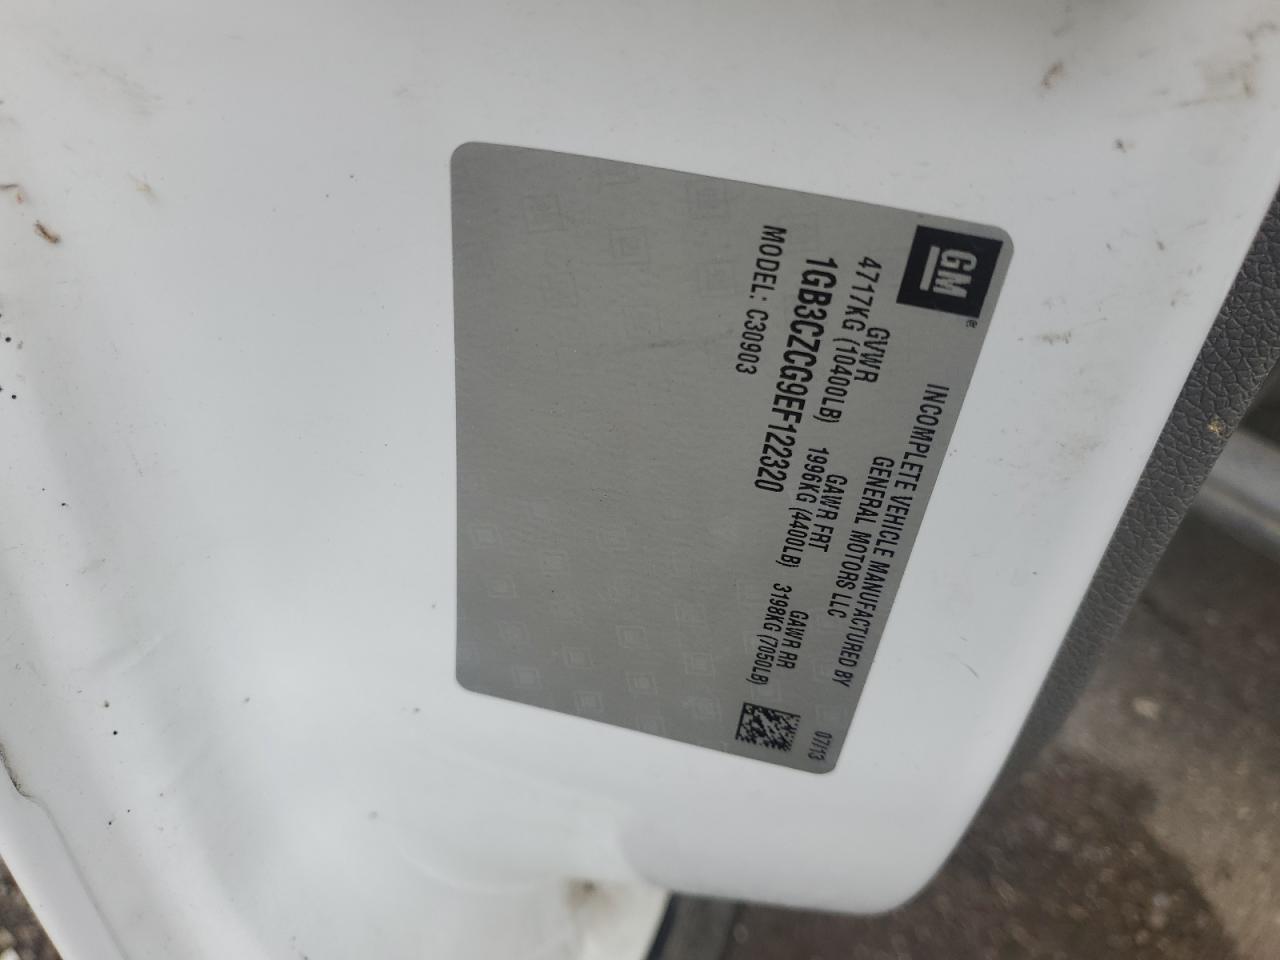 GM®
INCOMPLETE VEHICLE MANUFACTURED BY
GENERAL MOTORS LLC
07/13
GVWR GAWR FRT GAWR RR
4717KG (10400LB) 1996KG (4400LB) 3198KG (7050LB)
1GB3CZCG9EF122320
MODEL: C30903